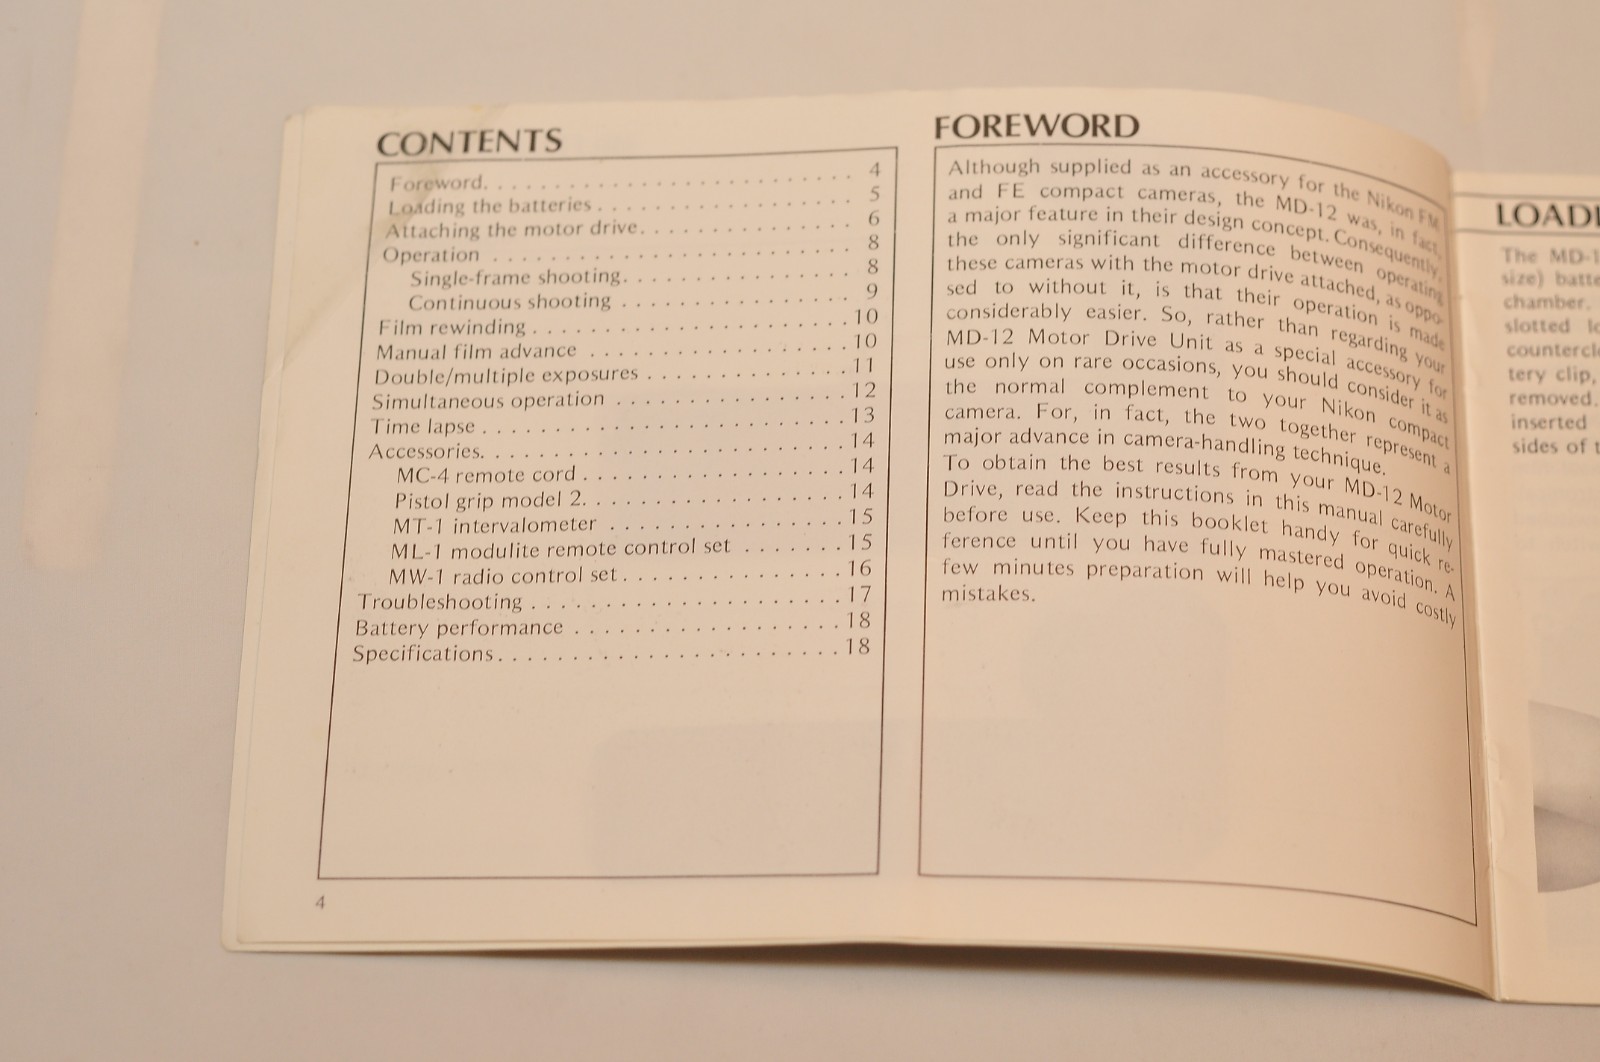 CONTENTS
Foreword. . . . . . . . . . . . . . . . . . . . . . . . . . 4
Loading the batteries . . . . . . . . . . . . . . . . . . 5
Attaching the motor drive. . . . . . . . . . . . . . . 6
Operation . . . . . . . . . . . . . . . . . . . . . . . . . 8
Single-frame shooting. . . . . . . . . . . . . . . . 8
Continuous shooting . . . . . . . . . . . . . . . . 9
Film rewinding . . . . . . . . . . . . . . . . . . . . . . 10
Manual film advance . . . . . . . . . . . . . . . . . . 10
Double/multiple exposures . . . . . . . . . . . . . . 11
Simultaneous operation . . . . . . . . . . . . . . . . 12
Time lapse . . . . . . . . . . . . . . . . . . . . . . . . . 13
Accessories. . . . . . . . . . . . . . . . . . . . . . . . . 14
MC-4 remote cord . . . . . . . . . . . . . . . . . . 14
Pistol grip model 2. . . . . . . . . . . . . . . . . . 14
MT-1 intervalometer . . . . . . . . . . . . . . . . 15
ML-1 modulite remote control set . . . . . . . 15
MW-1 radio control set . . . . . . . . . . . . . . . 16
Troubleshooting . . . . . . . . . . . . . . . . . . . . . 17
Battery performance . . . . . . . . . . . . . . . . . . 18
Specifications. . . . . . . . . . . . . . . . . . . . . . . 18
4
FOREWORD
Although supplied as an accessory for the Nikon FM
and FE compact cameras, the MD-12 was, in fact,
a major feature in their design concept. Consequently,
the only significant difference between operating
these cameras with the motor drive attached, as oppo-
sed to without it, is that their operation is made
considerably easier. So, rather than regarding your
MD-12 Motor Drive Unit as a special accessory for
use only on rare occasions, you should consider it as
the normal complement to your Nikon compact
camera. For, in fact, the two together represent a
major advance in camera-handling technique.
To obtain the best results from your MD-12 Motor
Drive, read the instructions in this manual carefully
before use. Keep this booklet handy for quick re-
ference until you have fully mastered operation. A
few minutes preparation will help you avoid costly
mistakes.
LOADI
The MD-1
size) batte
chamber.
slotted lo
countercl
tery clip,
removed.
inserted
sides of t